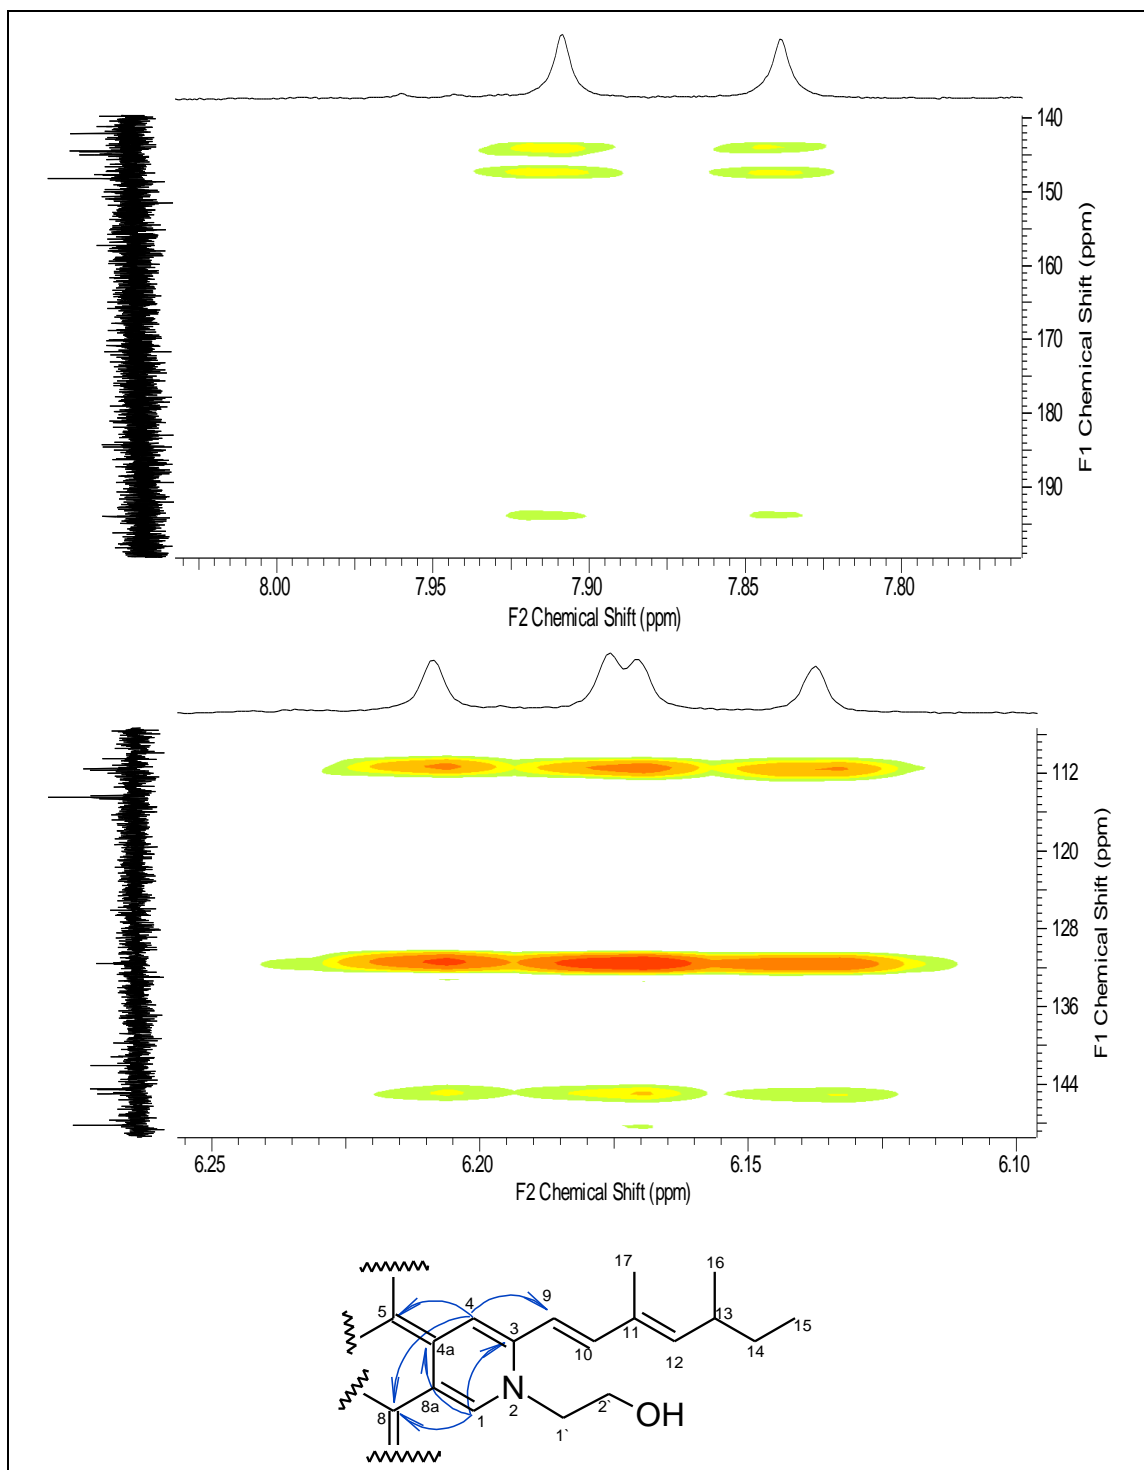 140
150
160
170
180
190
F1 Chemical Shift (ppm)
8.00 7.95 7.90 7.85 7.80
F2 Chemical Shift (ppm)
112
120
128
136
144
F1 Chemical Shift (ppm)
6.25 6.20 6.15 6.10
F2 Chemical Shift (ppm)
17 16
5 4 9 13 15
3 11
4a 10 12 14
8 8a N 2 2` OH
1 1`